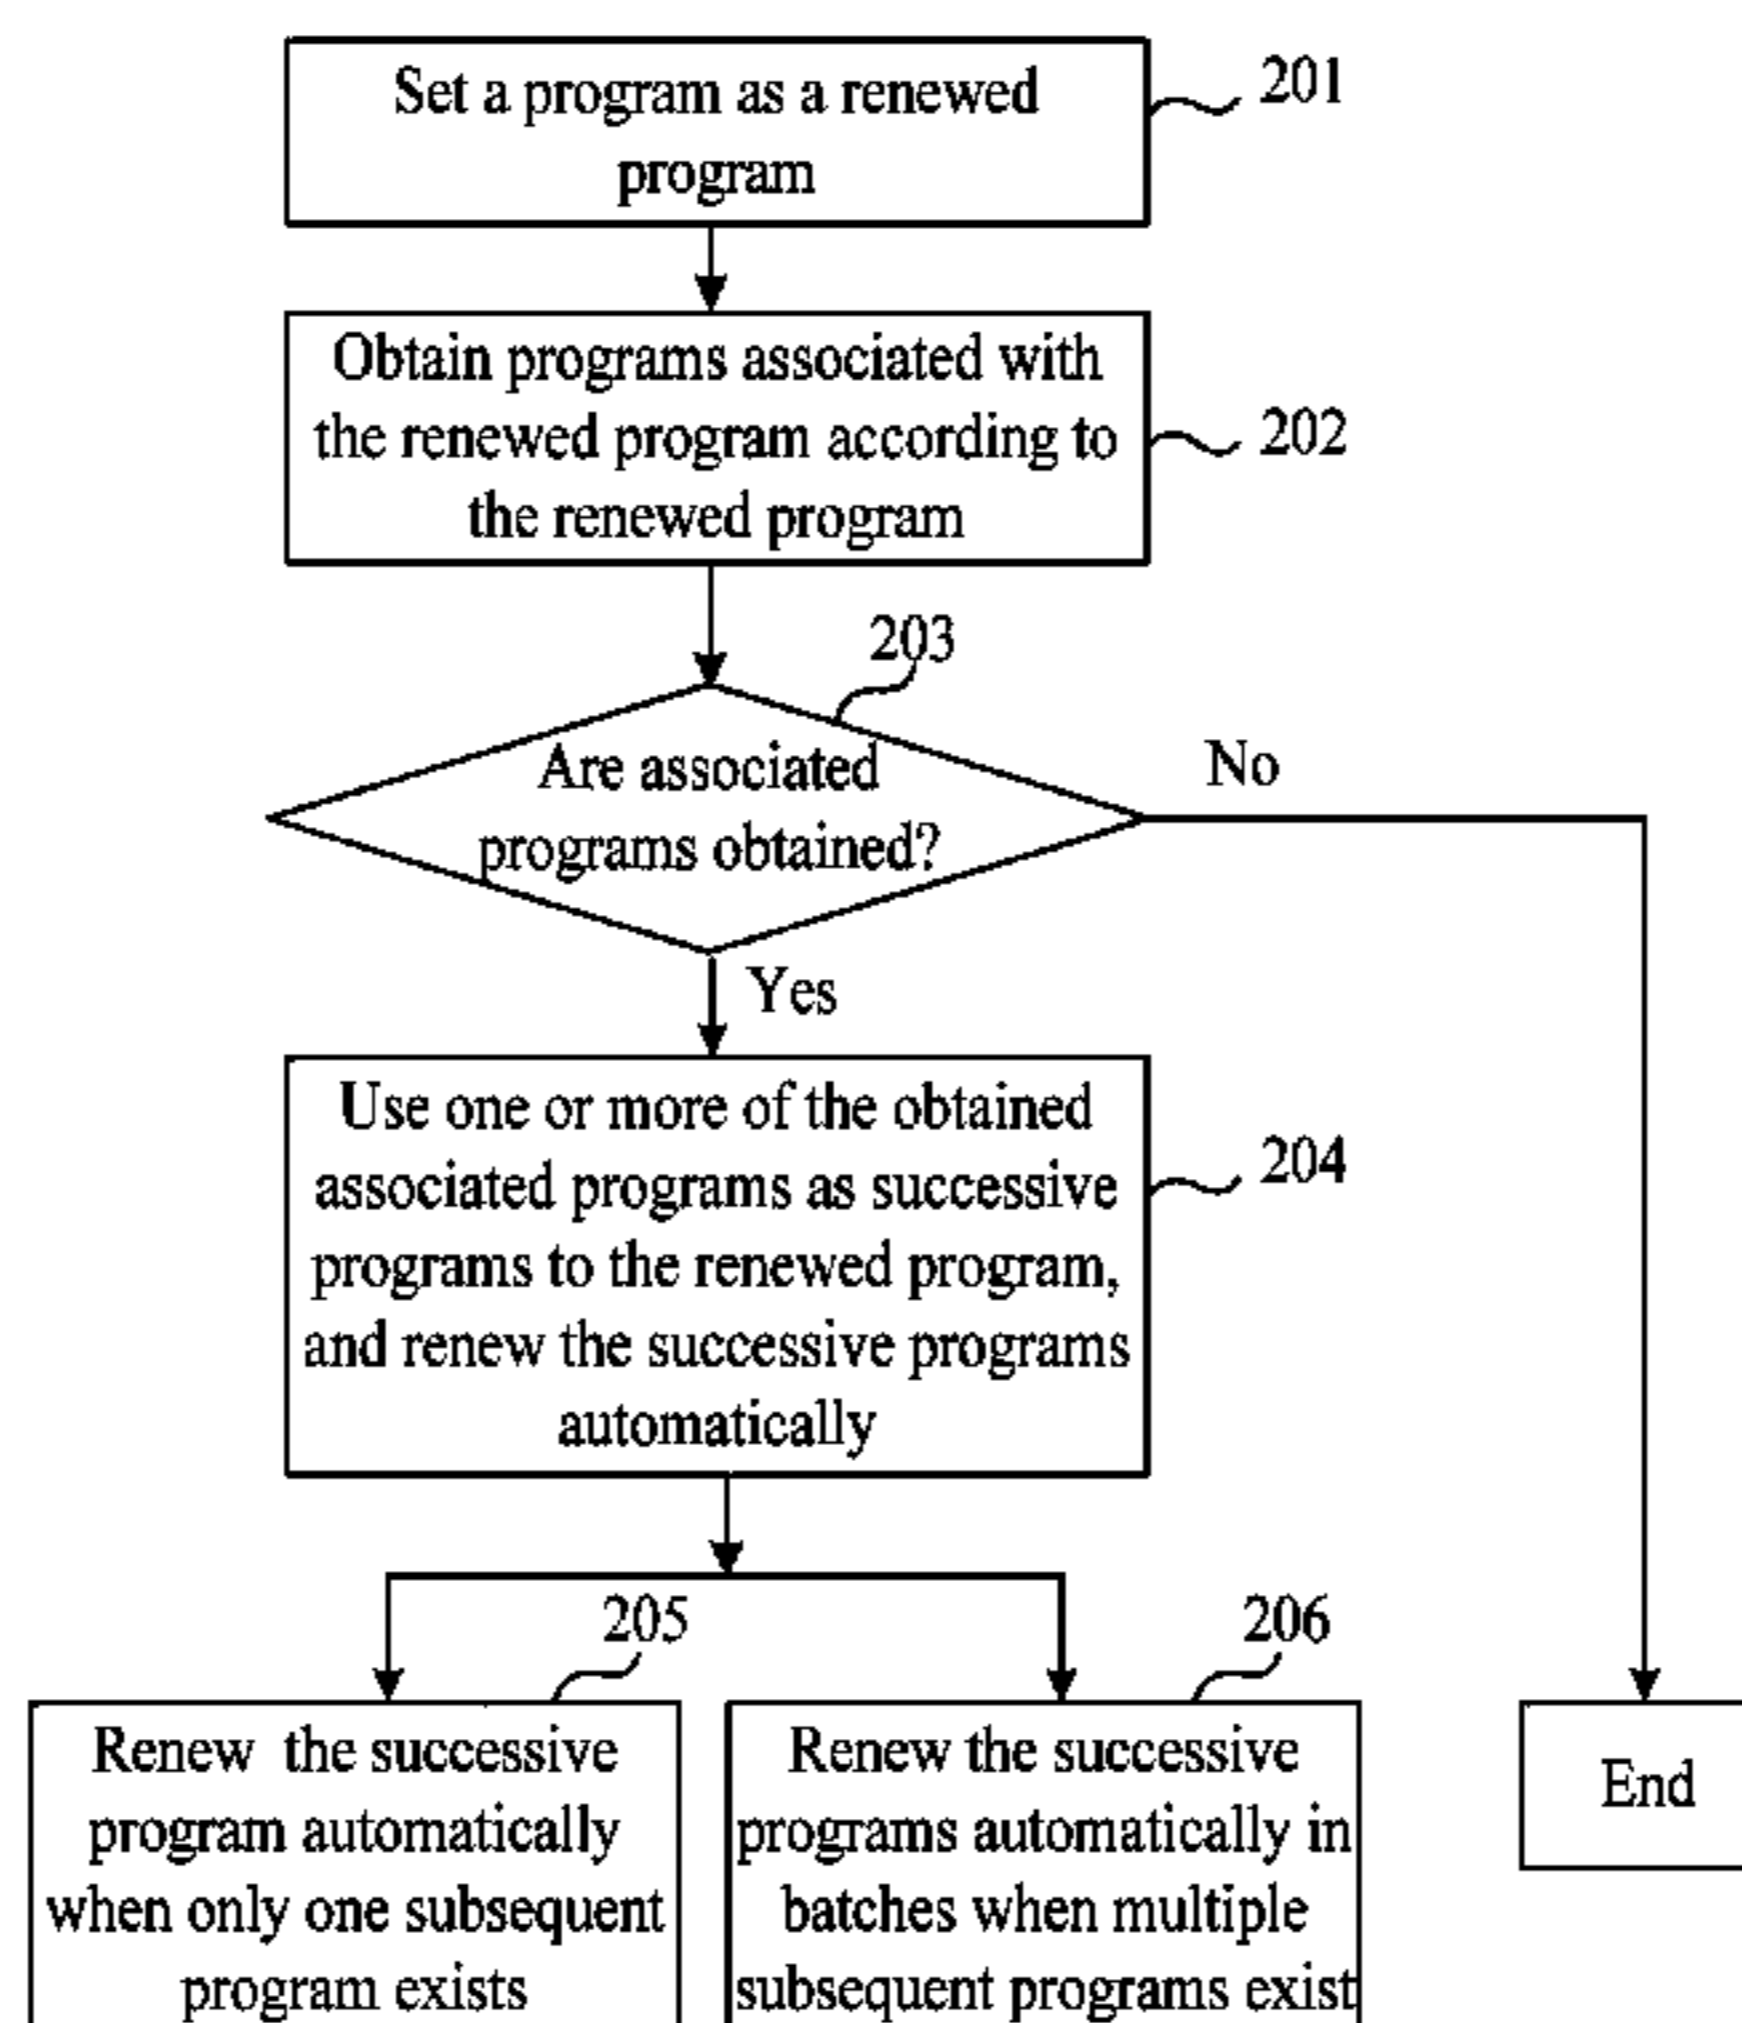 Set a program as a renewed
program
201
Obtain programs associated with
the renewed program according to
the renewed program
202
203
Are associated
programs obtained?
No
Yes
Use one or more of the obtained
associated programs as successive
programs to the renewed program,
and renew the successive programs
automatically
204
205
206
Renew the successive
program automatically
when only one subsequent
program exists
Renew the successive
programs automatically in
batches when multiple
subsequent programs exist
End